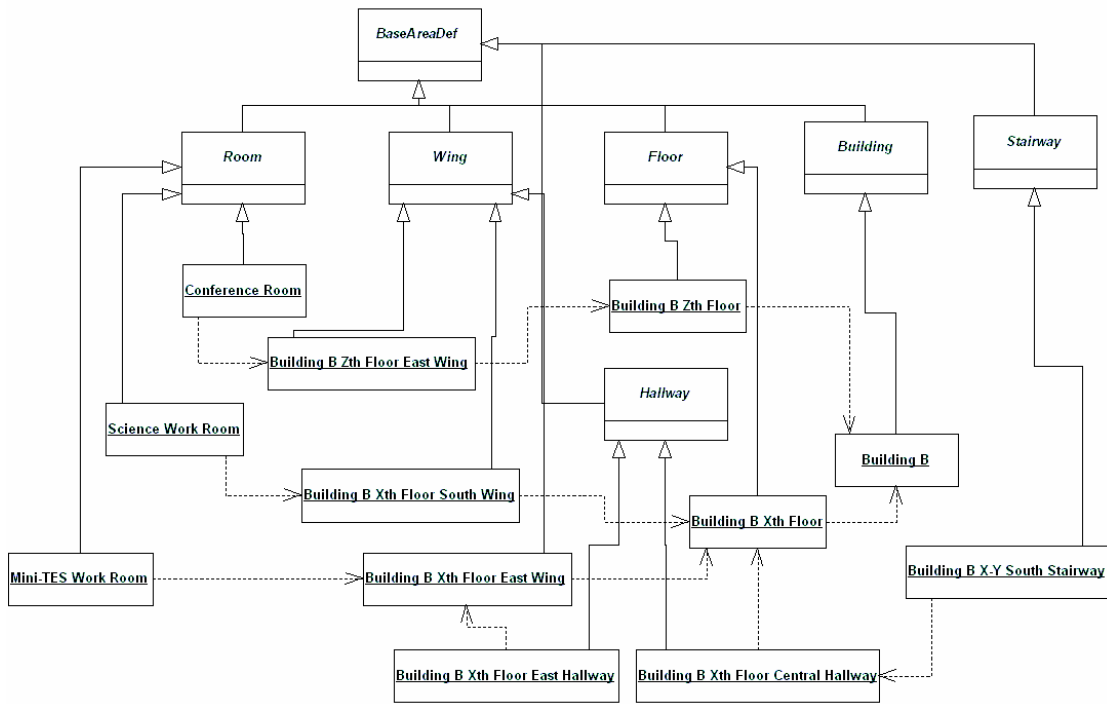 BaseAreaDef
Room
Wing
Floor
Building
Stairway
Conference Room
Building B Zth Floor
Building B Zth Floor East Wing
Hallway
Science Work Room
Building B
Building B Xth Floor South Wing
Building B Xth Floor
Mini-TES Work Room
Building B Xth Floor East Wing
Building B X-Y South Stairway
Building B Xth Floor East Hallway
Building B Xth Floor Central Hallway